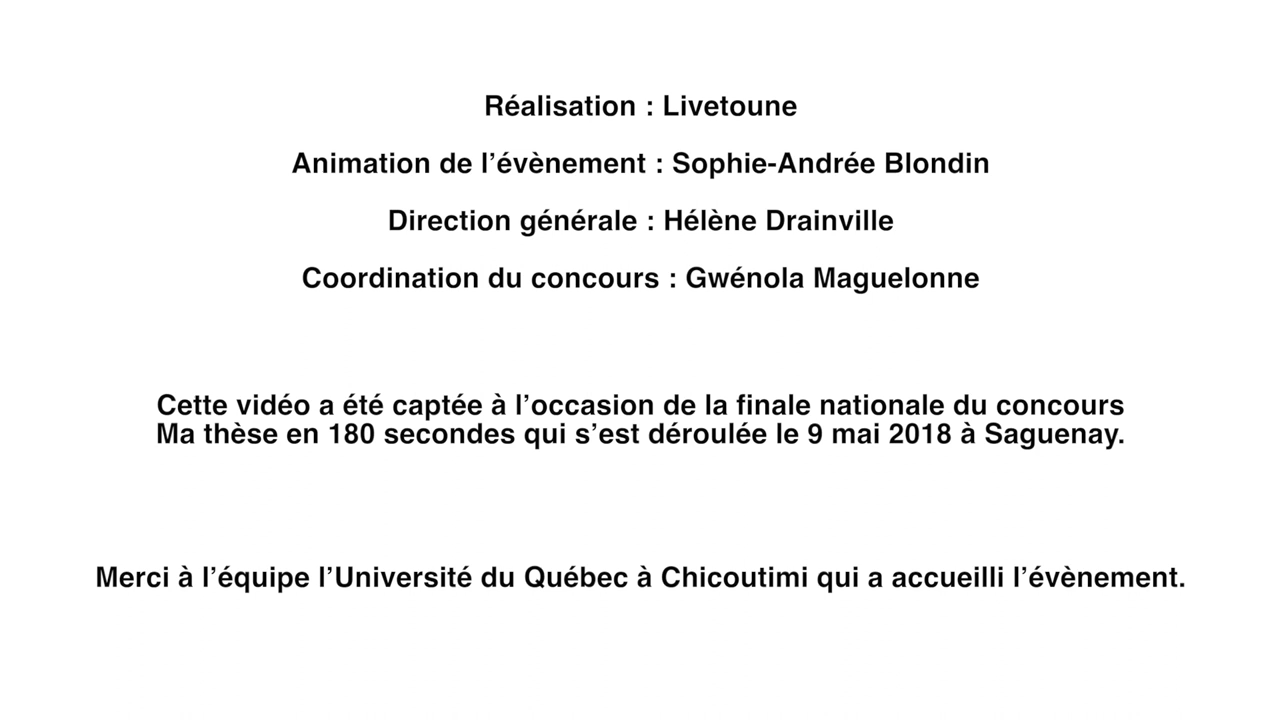 Réalisation : Livetoune
Animation de l’évènement : Sophie-Andrée Blondin
Direction générale : Hélène Drainville
Coordination du concours : Gwénola Maguelonne
Cette vidéo a été captée à l’occasion de la finale nationale du concours
Ma thèse en 180 secondes qui s’est déroulée le 9 mai 2018 à Saguenay.
Merci à l’équipe l’Université du Québec à Chicoutimi qui a accueilli l’évènement.